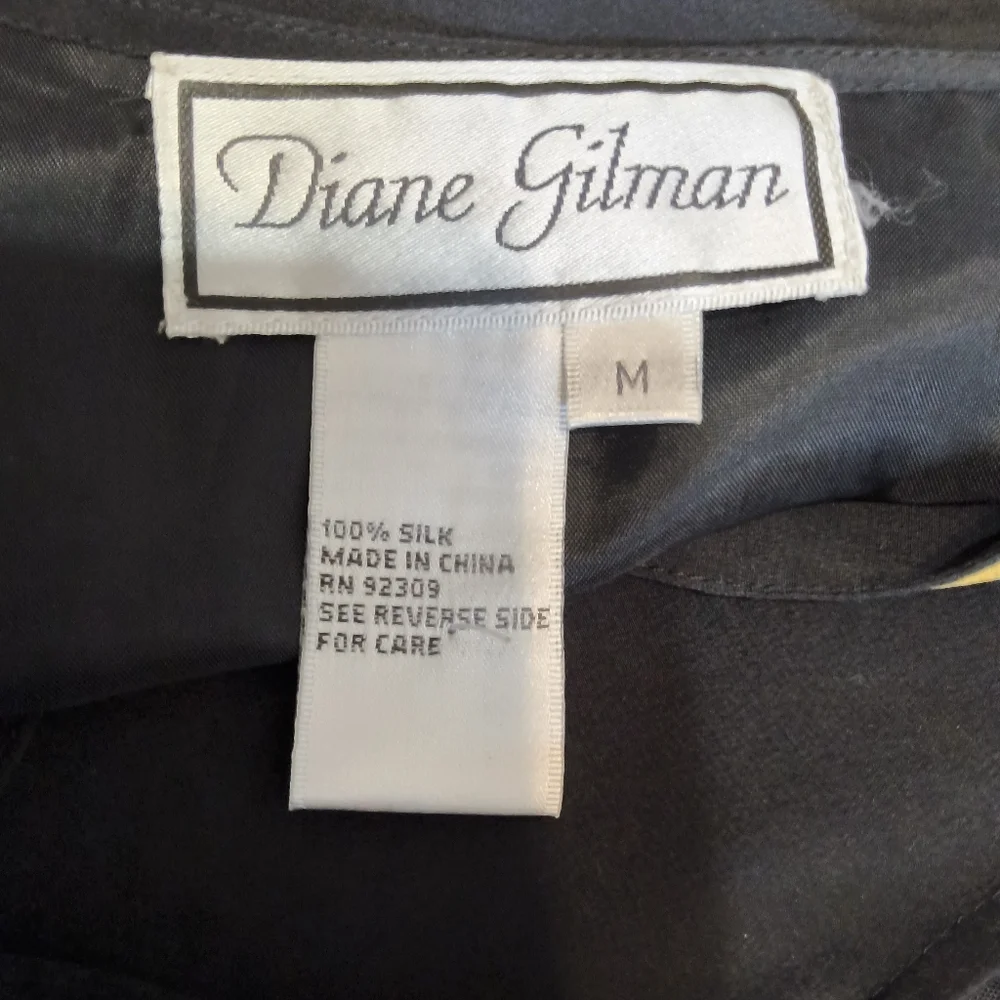 Diane Gilman
M
100% SILK
MADE IN CHINA
RN 92309
SEE REVERSE SIDE
FOR CARE